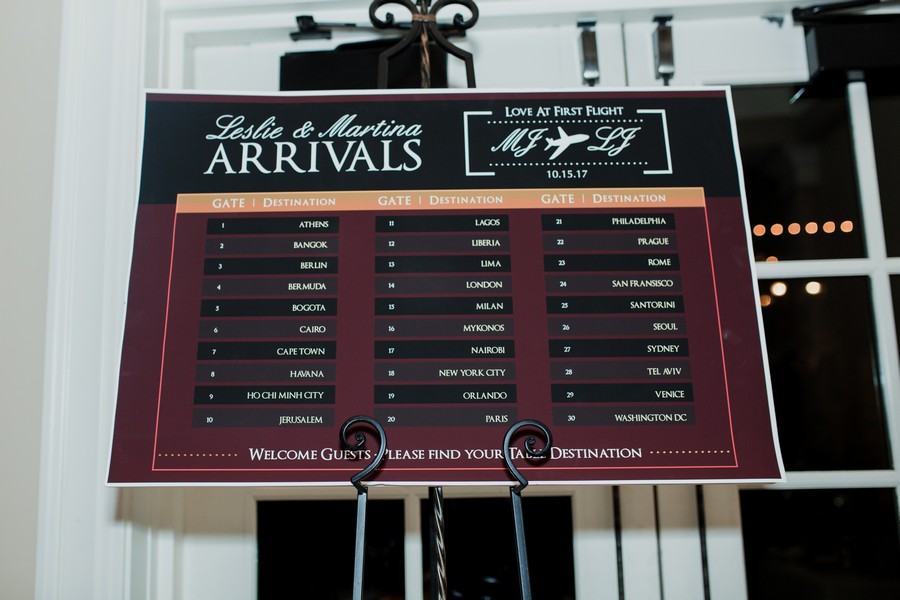 Leslie & Martina
ARRIVALS
LOVE AT FIRST FLIGHT
MJ LJ
10.15.17
GATE | DESTINATION
1 ATHENS
2 BANGOK
3 BERLIN
4 BERMUDA
5 BOGOTA
6 CAIRO
7 CAPE TOWN
8 HAVANA
9 HO CHI MINH CITY
10 JERUSALEM
GATE | DESTINATION
11 LAGOS
12 LIBERIA
13 LIMA
14 LONDON
15 MILAN
16 MYKONOS
17 NAIROBI
18 NEW YORK CITY
19 ORLANDO
20 PARIS
GATE | DESTINATION
21 PHILADELPHIA
22 PRAGUE
23 ROME
24 SAN FRANSISCO
25 SANTORINI
26 SEOUL
27 SYDNEY
28 TEL AVIV
29 VENICE
30 WASHINGTON DC
WELCOME GUESTS PLEASE FIND YOUR TABLE DESTINATION